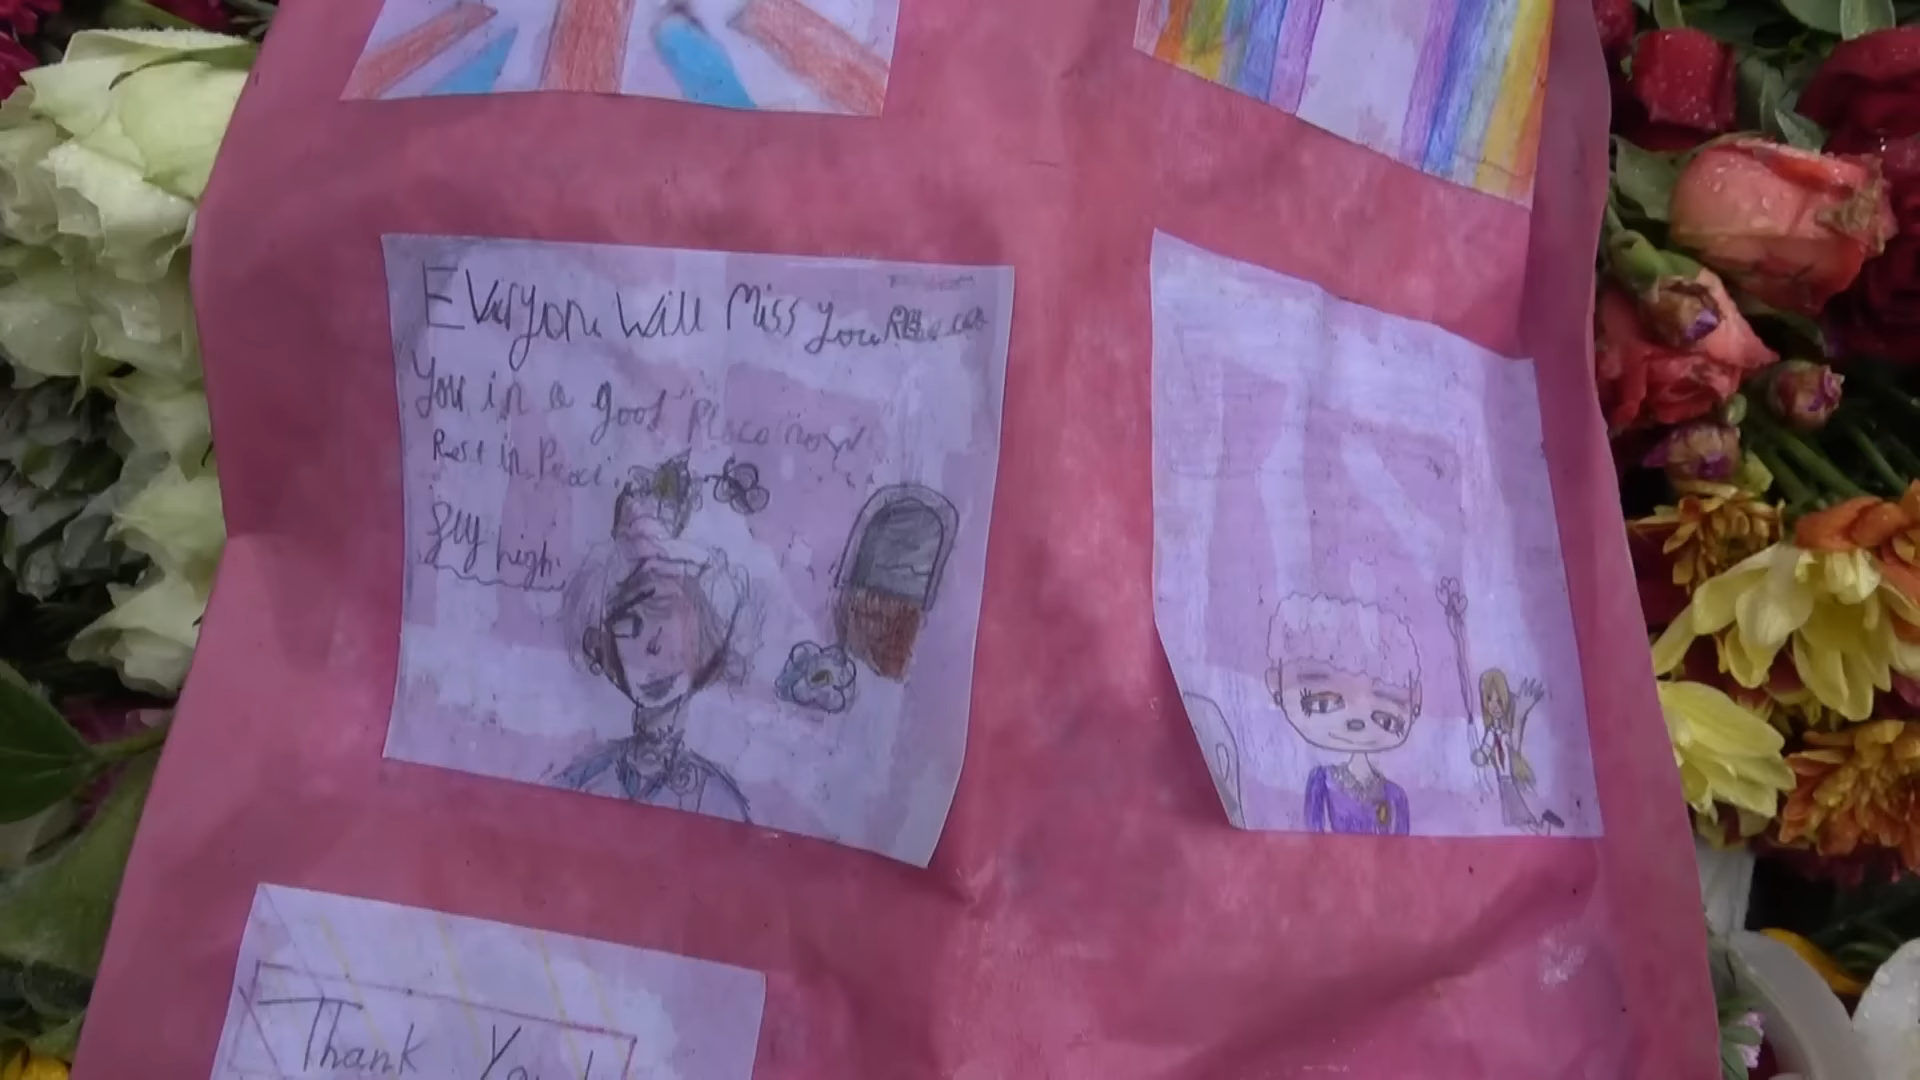 Everyone Will Miss you
You in a good Place now
Rest in Peace
fly high.
Thank You!